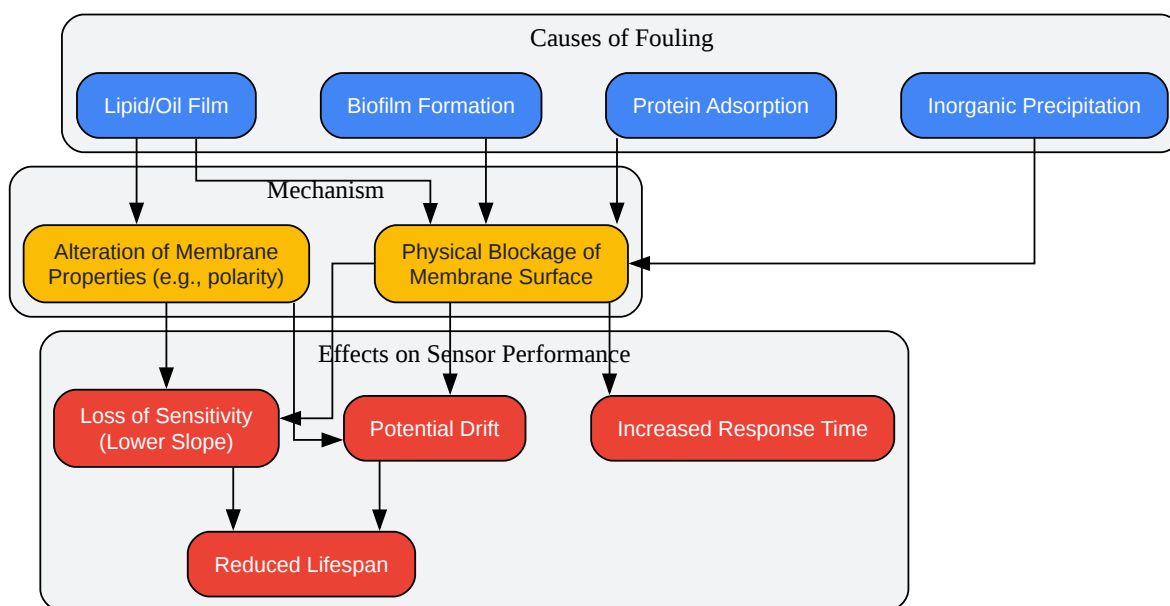 Causes of Fouling
Lipid/Oil Film
Biofilm Formation
Protein Adsorption
Inorganic Precipitation
Mechanism
Alteration of Membrane
Properties (e.g., polarity)
Physical Blockage of
Membrane Surface
Effects on Sensor Performance
Loss of Sensitivity
(Lower Slope)
Potential Drift
Increased Response Time
Reduced Lifespan